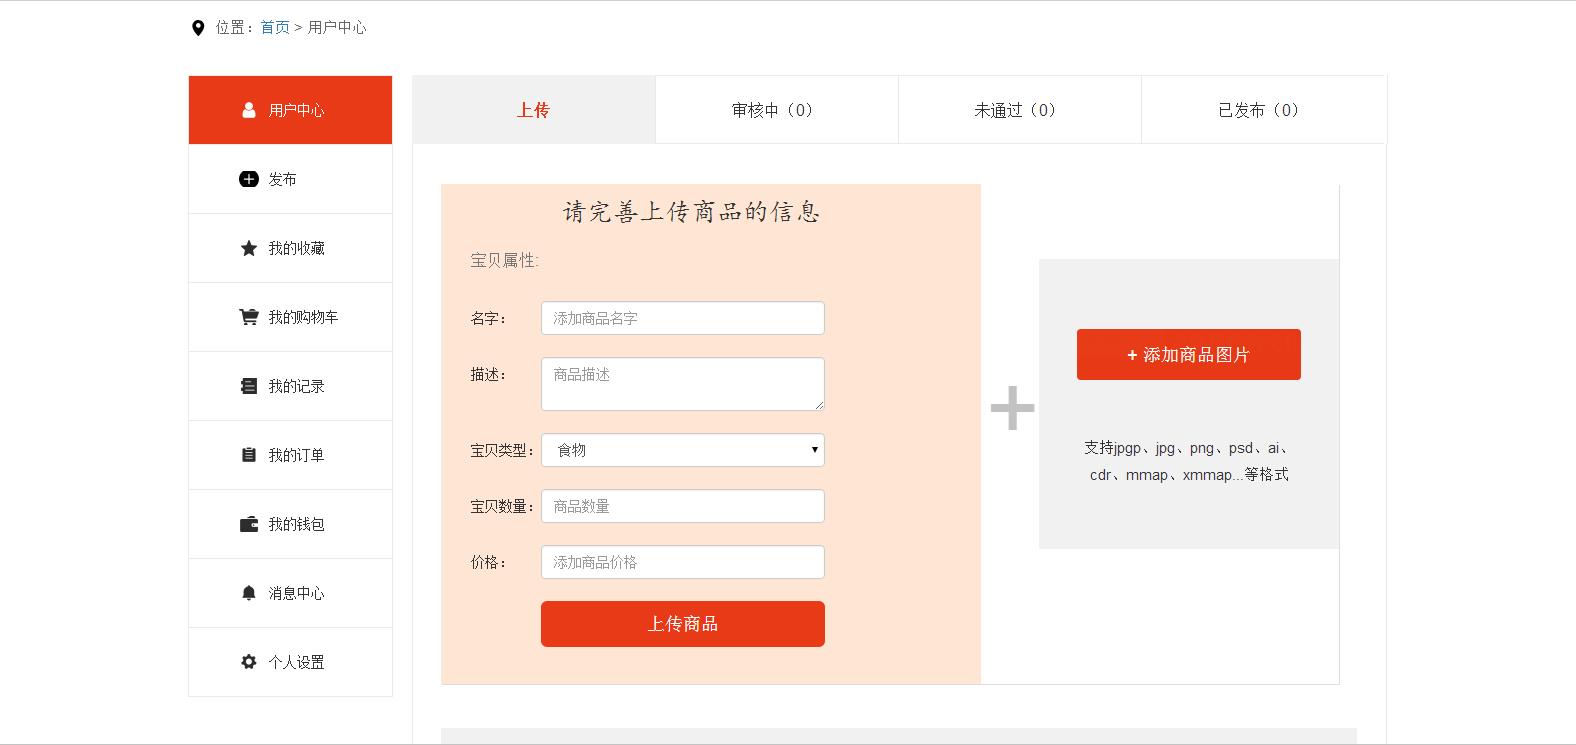 位置：首页 > 用户中心
用户中心
发布
我的收藏
我的购物车
我的记录
我的订单
我的钱包
消息中心
个人设置
上传
审核中（0）
未通过（0）
已发布（0）
请完善上传商品的信息
宝贝属性:
名字：
添加商品名字
描述：
商品描述
宝贝类型：
食物
宝贝数量：
商品数量
价格：
添加商品价格
上传商品
+ 添加商品图片
支持jpgp、jpg、png、psd、ai、
cdr、mmap、xmmap...等格式